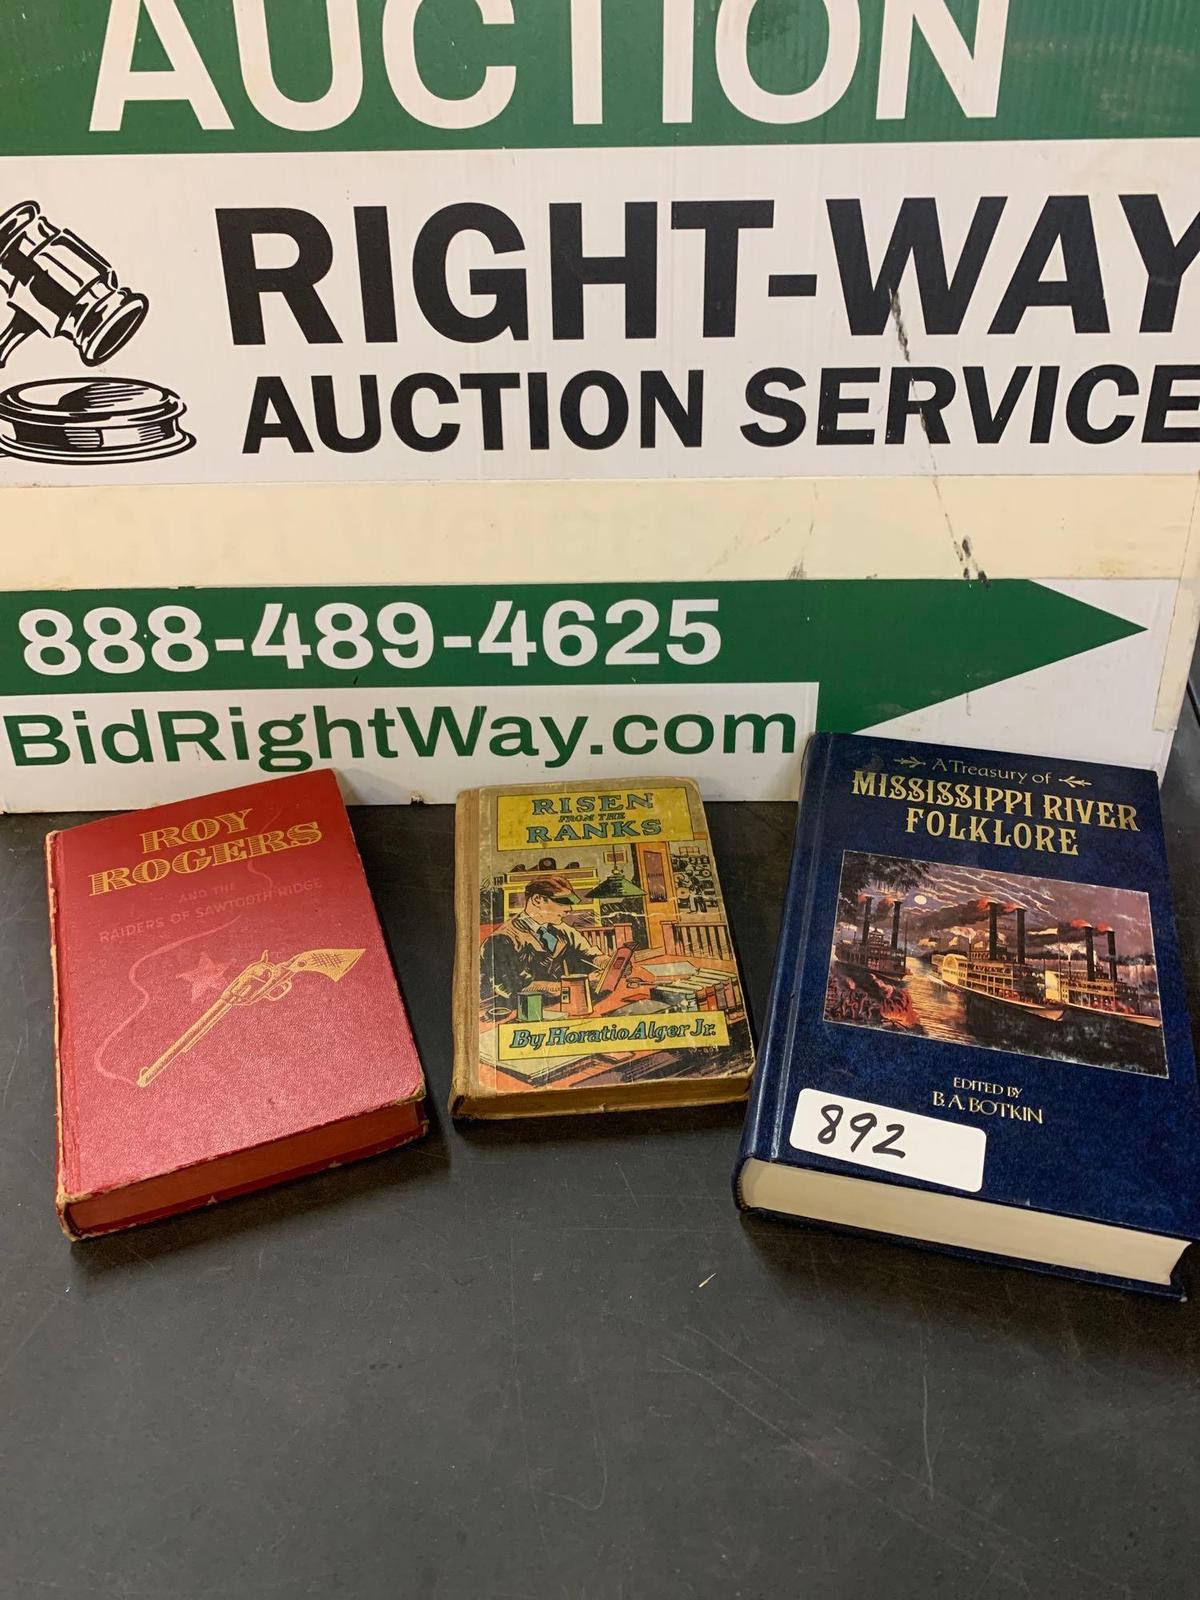 AUCTION
RIGHT-WAY
AUCTION SERVICE
888-489-4625
BidRightWay.com
ROY
ROGERS
AND THE
RAIDERS OF SAWTOOTH RIDGE
RISEN
FROM THE
RANKS
By Horatio Alger Jr.
A Treasury of
MISSISSIPPI RIVER
FOLKLORE
EDITED BY
B. A. BOTKIN
892